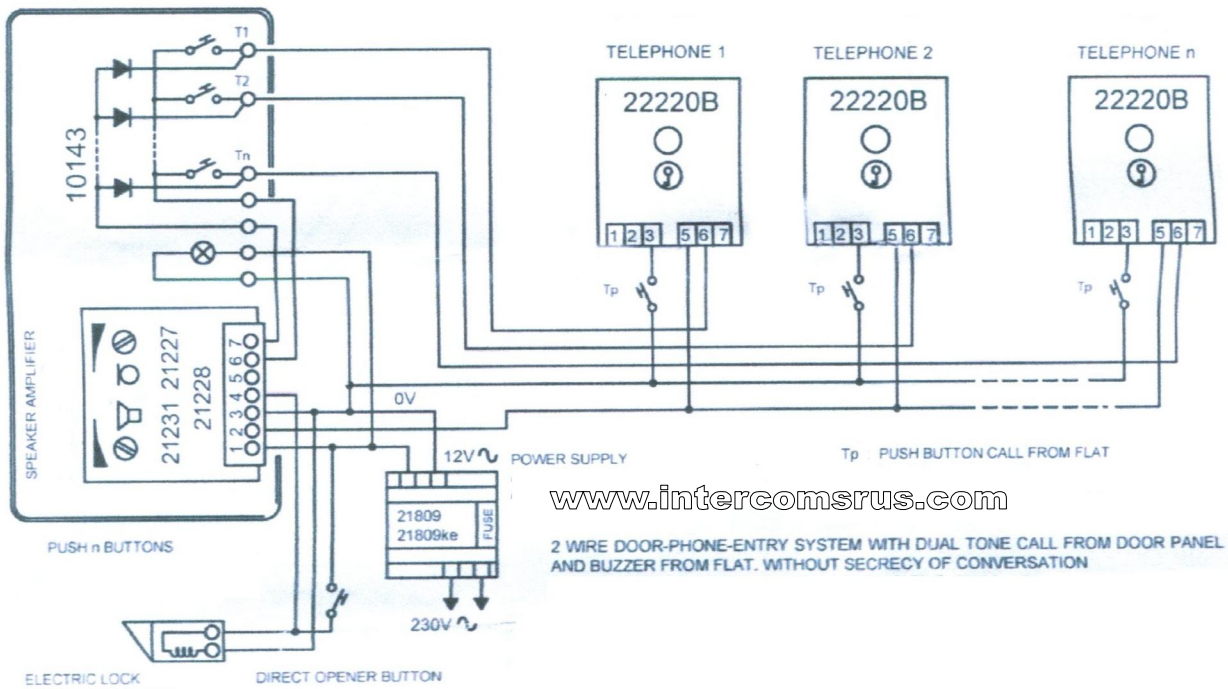 T1
T2
Tn
10143
TELEPHONE 1
TELEPHONE 2
TELEPHONE n
22220B
22220B
22220B
1 2 3 5 6 7
1 2 3 5 6 7
1 2 3 5 6 7
Tp
Tp
Tp
SPEAKER AMPLIFIER
21231 21227
21228
1 2 3 4 5 6 7
0V
12V
POWER SUPPLY
Tp : PUSH BUTTON CALL FROM FLAT
www.intercomsrus.com
21809
21809ke
FUSE
230V
2 WIRE DOOR-PHONE-ENTRY SYSTEM WITH DUAL TONE CALL FROM DOOR PANEL
AND BUZZER FROM FLAT. WITHOUT SECRECY OF CONVERSATION
PUSH n BUTTONS
ELECTRIC LOCK
DIRECT OPENER BUTTON